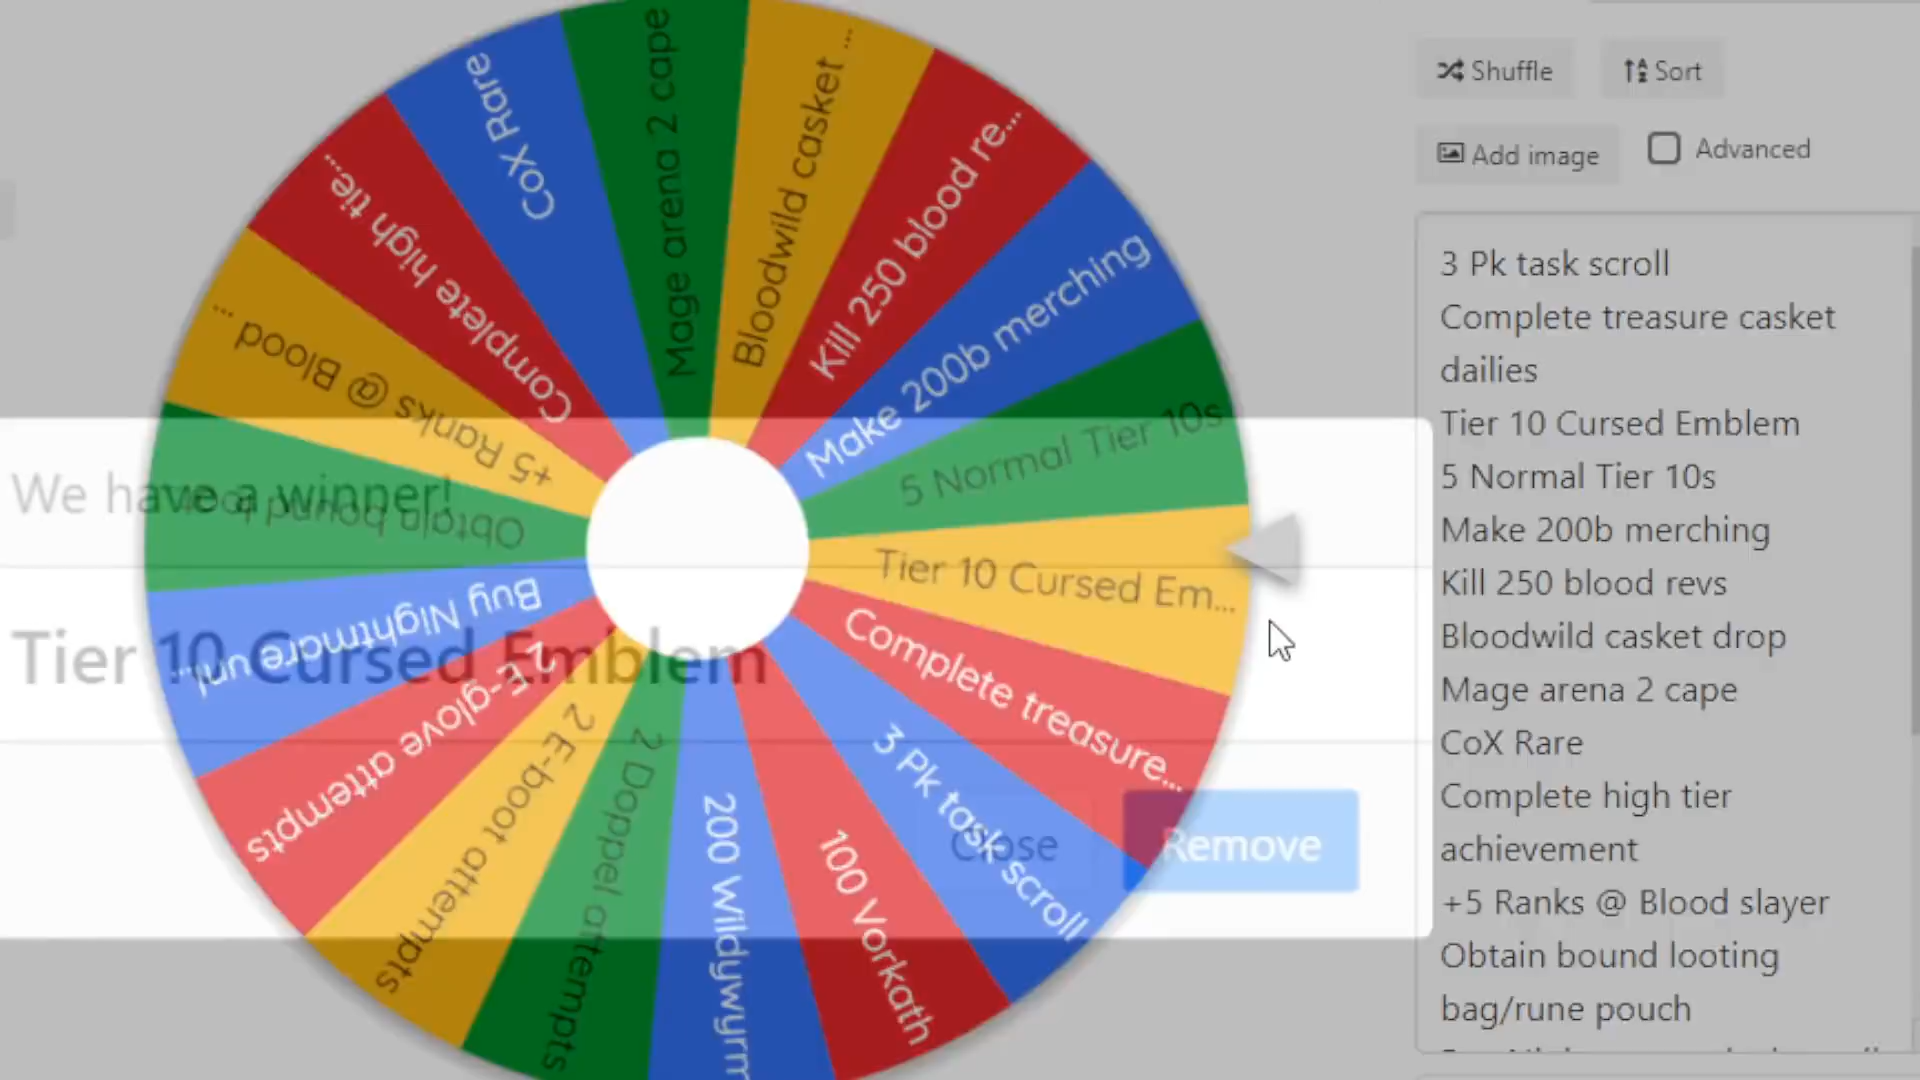 Shuffle
Sort
Add image
Advanced
3 Pk task scroll
Complete treasure casket
dailies
Tier 10 Cursed Emblem
5 Normal Tier 10s
Make 200b merching
Kill 250 blood revs
Bloodwild casket drop
Mage arena 2 cape
CoX Rare
Complete high tier
achievement
+5 Ranks @ Blood slayer
Obtain bound looting
bag/rune pouch
CoX Rare
Mage arena 2 cape
Bloodwild casket ...
Kill 250 blood re...
Make 200b merching
5 Normal Tier 10s
Tier 10 Cursed Em...
Complete treasure...
3 Pk task scroll
100 Vorkath
200 Wildywyrm
2 Doppel attempts
2 E-boot attempts
2 E-glove attempts
Buy Nightmare un...
Obtain bound loot
+5 Ranks @ Blood ...
Complete high tie...
We have a winner!
Tier 10 Cursed Emblem
Close
Remove